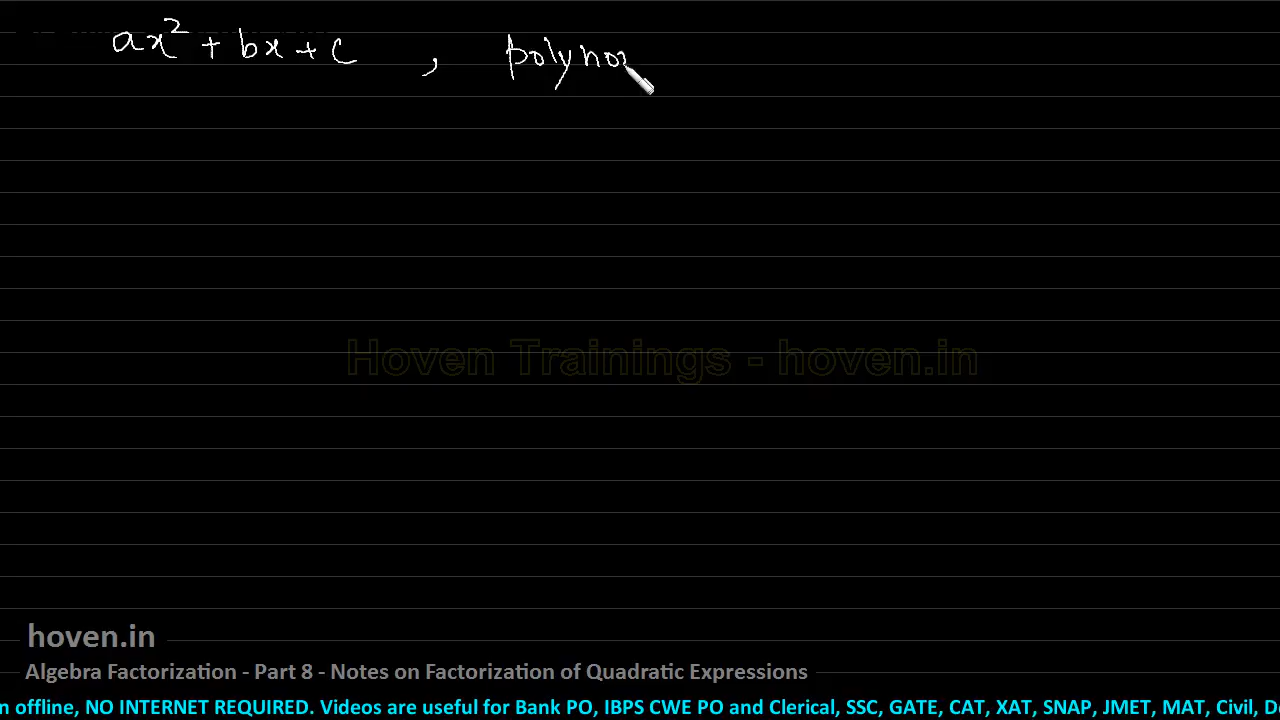 ax² + bx + c , polyno
Hoven Trainings - hoven.in
hoven.in
Algebra Factorization - Part 8 - Notes on Factorization of Quadratic Expressions
n offline, NO INTERNET REQUIRED. Videos are useful for Bank PO, IBPS CWE PO and Clerical, SSC, GATE, CAT, XAT, SNAP, JMET, MAT, Civil, D